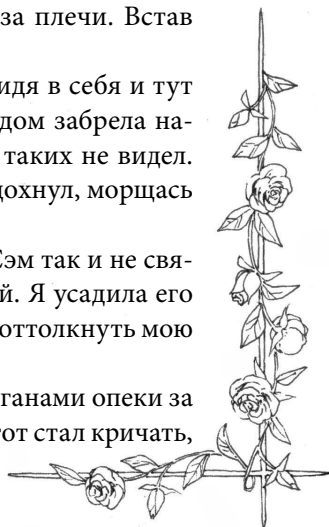 за плечи. Встав
идя в себя и тут
дом забрела на-
таких не видел.
дохнул, морщась
Сэм так и не свя-
й. Я усадила его
оттолкнуть мою
ганами опеки за
тот стал кричать,